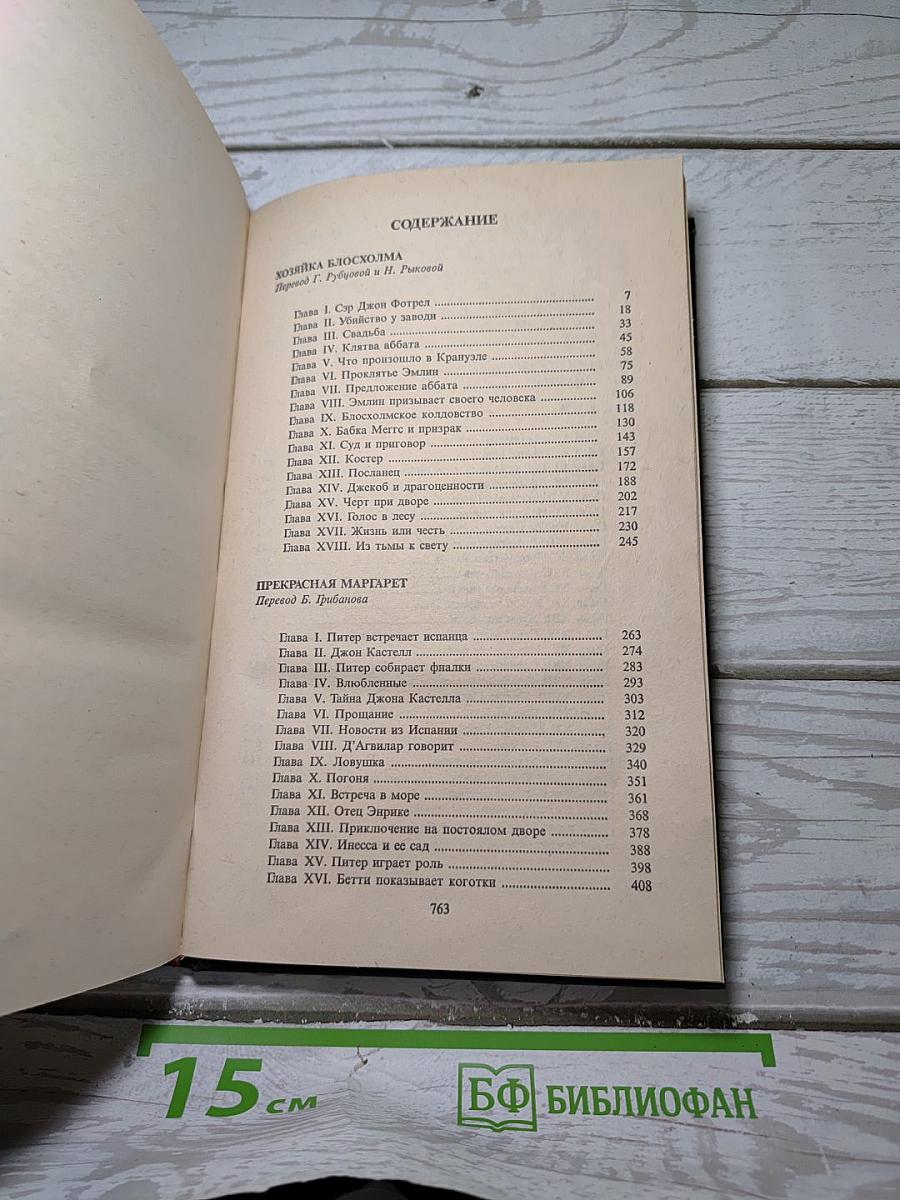 СОДЕРЖАНИЕ
ХОЗЯЙКА БЛОСХОЛМА
Перевод Г. Рубцовой и Н. Рыковой
Глава I. Сэр Джон Фотрел ........ 7
Глава II. Убийство у заводи ........ 18
Глава III. Свадьба ........ 33
Глава IV. Клятва аббата ........ 45
Глава V. Что произошло в Крануэле ........ 58
Глава VI. Проклятье Эмлин ........ 75
Глава VII. Предложение аббата ........ 89
Глава VIII. Эмлин призывает своего человека ........ 106
Глава IX. Блосхолмское колдовство ........ 118
Глава X. Бабка Меггс и призрак ........ 130
Глава XI. Суд и приговор ........ 143
Глава XII. Костер ........ 157
Глава XIII. Посланец ........ 172
Глава XIV. Джекоб и драгоценности ........ 188
Глава XV. Черт при дворе ........ 202
Глава XVI. Голос в лесу ........ 217
Глава XVII. Жизнь или честь ........ 230
Глава XVIII. Из тьмы к свету ........ 245
ПРЕКРАСНАЯ МАРГАРЕТ
Перевод Б. Грибанова
Глава I. Питер встречает испанца ........ 263
Глава II. Джон Кастелл ........ 274
Глава III. Питер собирает фиалки ........ 283
Глава IV. Влюбленные ........ 293
Глава V. Тайна Джона Кастелла ........ 303
Глава VI. Прощание ........ 312
Глава VII. Новости из Испании ........ 320
Глава VIII. Д'Агвилар говорит ........ 329
Глава IX. Ловушка ........ 340
Глава X. Погоня ........ 351
Глава XI. Встреча в море ........ 361
Глава XII. Отец Энрике ........ 368
Глава XIII. Приключение на постоялом дворе ........ 378
Глава XIV. Инесса и ее сад ........ 388
Глава XV. Питер играет роль ........ 398
Глава XVI. Бетти показывает коготки ........ 408
763
15 см
БФ БИБЛИОФАН